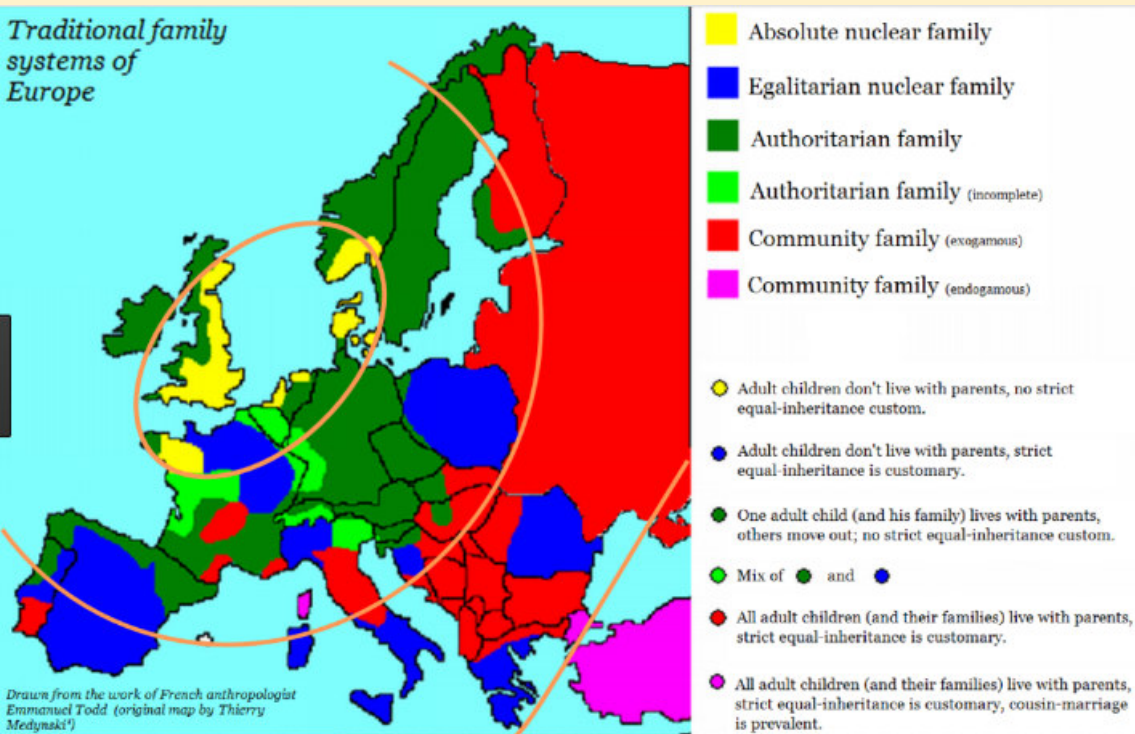 Traditional family
systems of
Europe
Absolute nuclear family
Egalitarian nuclear family
Authoritarian family
Authoritarian family (incomplete)
Community family (exogamous)
Community family (endogamous)
Adult children don't live with parents, no strict
equal-inheritance custom.
Adult children don't live with parents, strict
equal-inheritance is customary.
One adult child (and his family) lives with parents,
others move out; no strict equal-inheritance custom.
Mix of and
All adult children (and their families) live with parents,
strict equal-inheritance is customary.
All adult children (and their families) live with parents,
strict equal-inheritance is customary, cousin-marriage
is prevalent.
Drawn from the work of French anthropologist
Emmanuel Todd (original map by Thierry
Medynski¹)